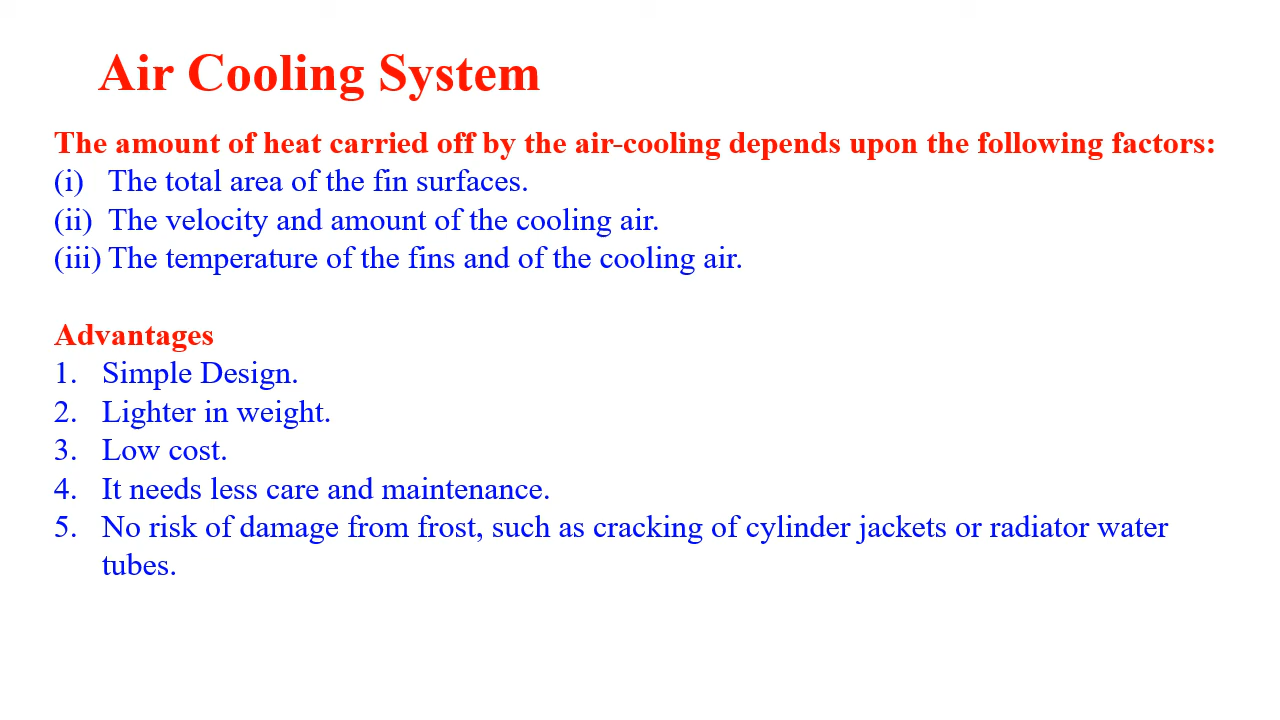 Air Cooling System
The amount of heat carried off by the air-cooling depends upon the following factors:
(i) The total area of the fin surfaces.
(ii) The velocity and amount of the cooling air.
(iii) The temperature of the fins and of the cooling air.
Advantages
1. Simple Design.
2. Lighter in weight.
3. Low cost.
4. It needs less care and maintenance.
5. No risk of damage from frost, such as cracking of cylinder jackets or radiator water
tubes.